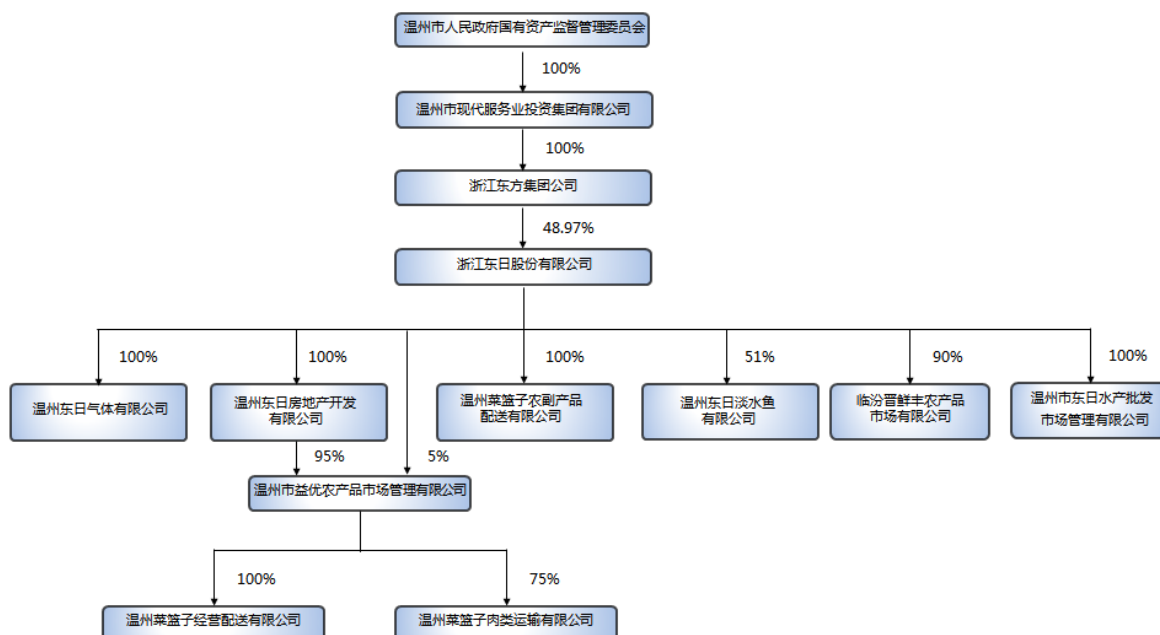 温州市人民政府国有资产监督管理委员会
100%
温州市现代服务业投资集团有限公司
100%
浙江东方集团公司
48.97%
浙江东日股份有限公司
100%
100%
100%
51%
90%
100%
温州东日气体有限公司
温州东日房地产开发
有限公司
温州菜篮子农副产品
配送有限公司
温州东日淡水鱼
有限公司
临汾晋鲜丰农产品
市场有限公司
温州市东日水产批发
市场管理有限公司
95%
5%
温州市益优农产品市场管理有限公司
100%
75%
温州菜篮子经营配送有限公司
温州菜篮子肉类运输有限公司